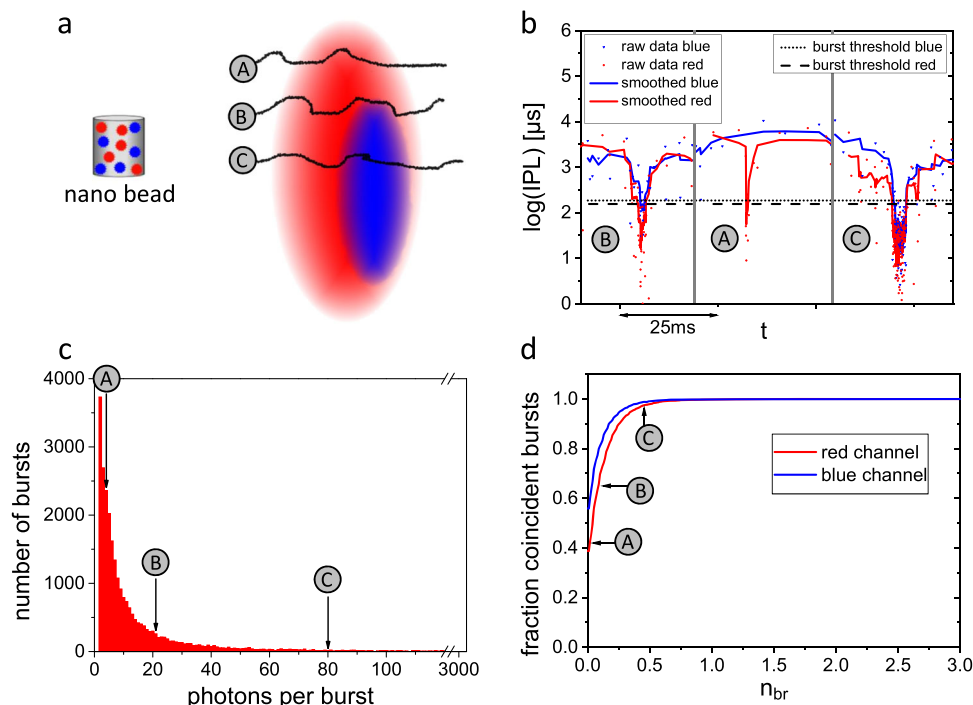 a
A
B
C
nano bead
b
log(IPL) [µs]
6
5
4
3
2
1
0
raw data blue
raw data red
smoothed blue
smoothed red
burst threshold blue
burst threshold red
B
A
C
25ms
t
c
number of bursts
4000
3000
2000
1000
0
A
B
C
0
20
40
60
80
100
3000
photons per burst
d
fraction coincident bursts
1.0
0.8
0.6
0.4
0.2
0.0
red channel
blue channel
C
B
A
0.0
0.5
1.0
1.5
2.0
2.5
3.0
nbr